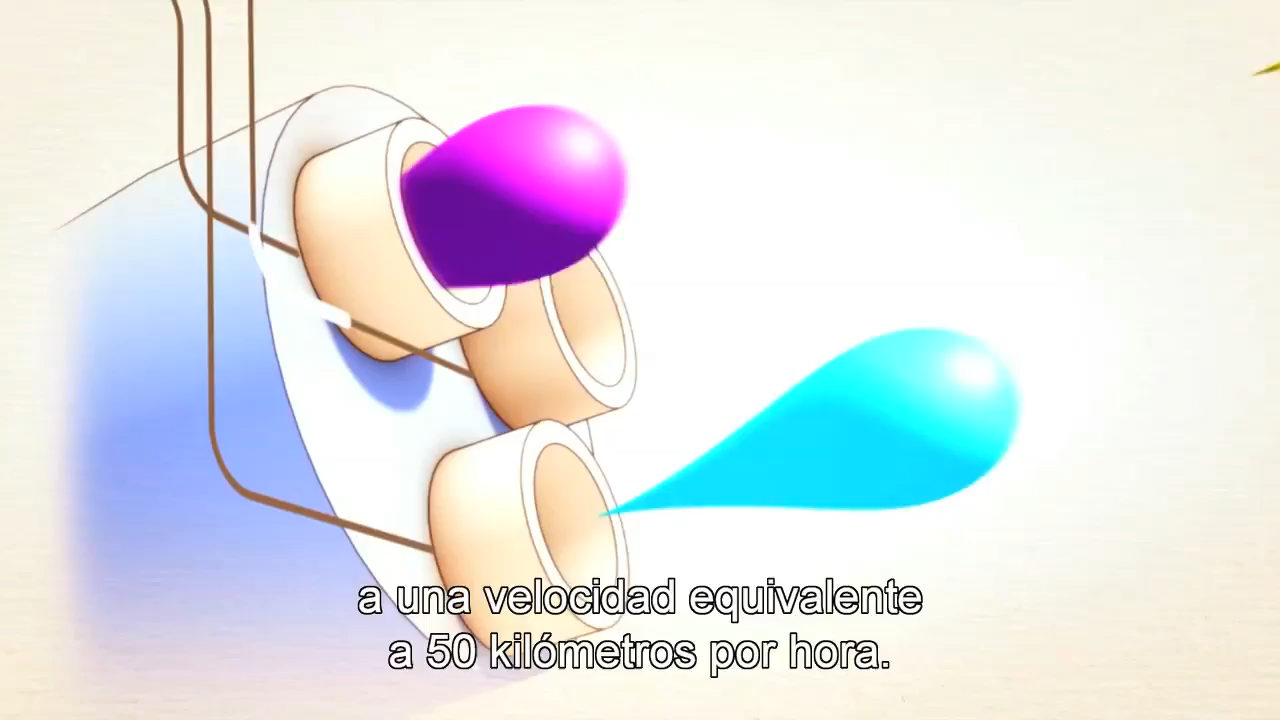 a una velocidad equivalente
a 50 kilómetros por hora.